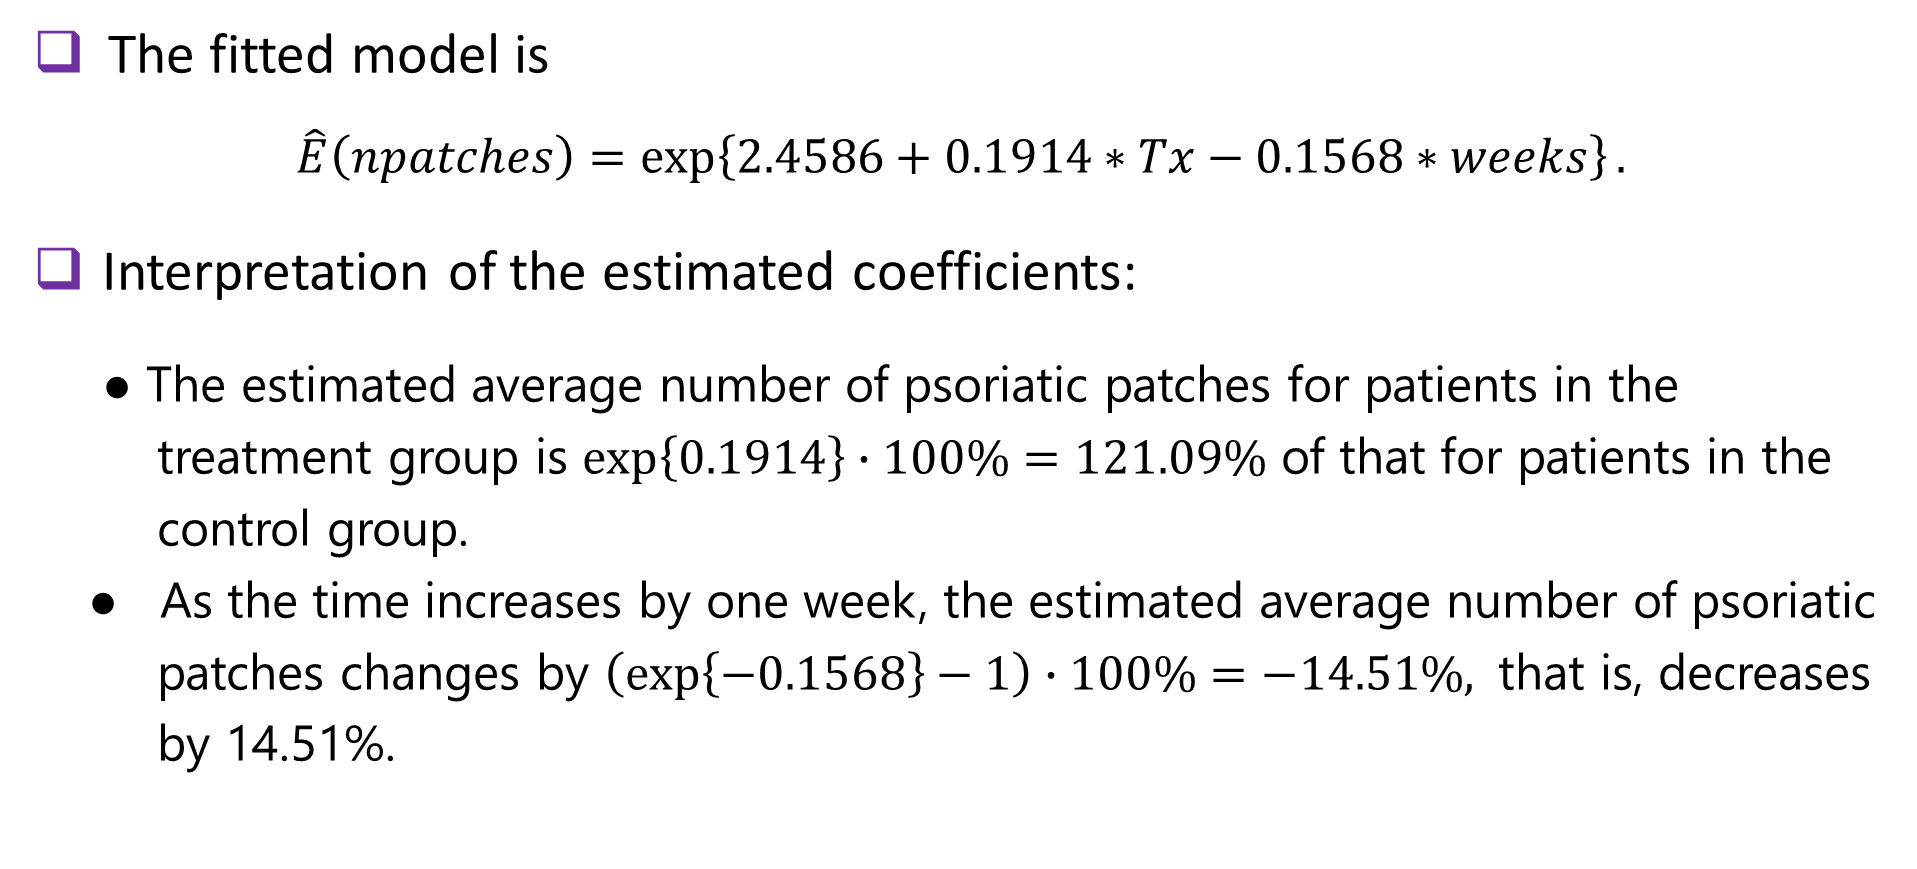 ❑ The fitted model is
Ê(npatches) = exp{2.4586 + 0.1914 ∗ Tx − 0.1568 ∗ weeks}.
❑ Interpretation of the estimated coefficients:
● The estimated average number of psoriatic patches for patients in the
treatment group is exp{0.1914} · 100% = 121.09% of that for patients in the
control group.
● As the time increases by one week, the estimated average number of psoriatic
patches changes by (exp{−0.1568} − 1) · 100% = −14.51%, that is, decreases
by 14.51%.